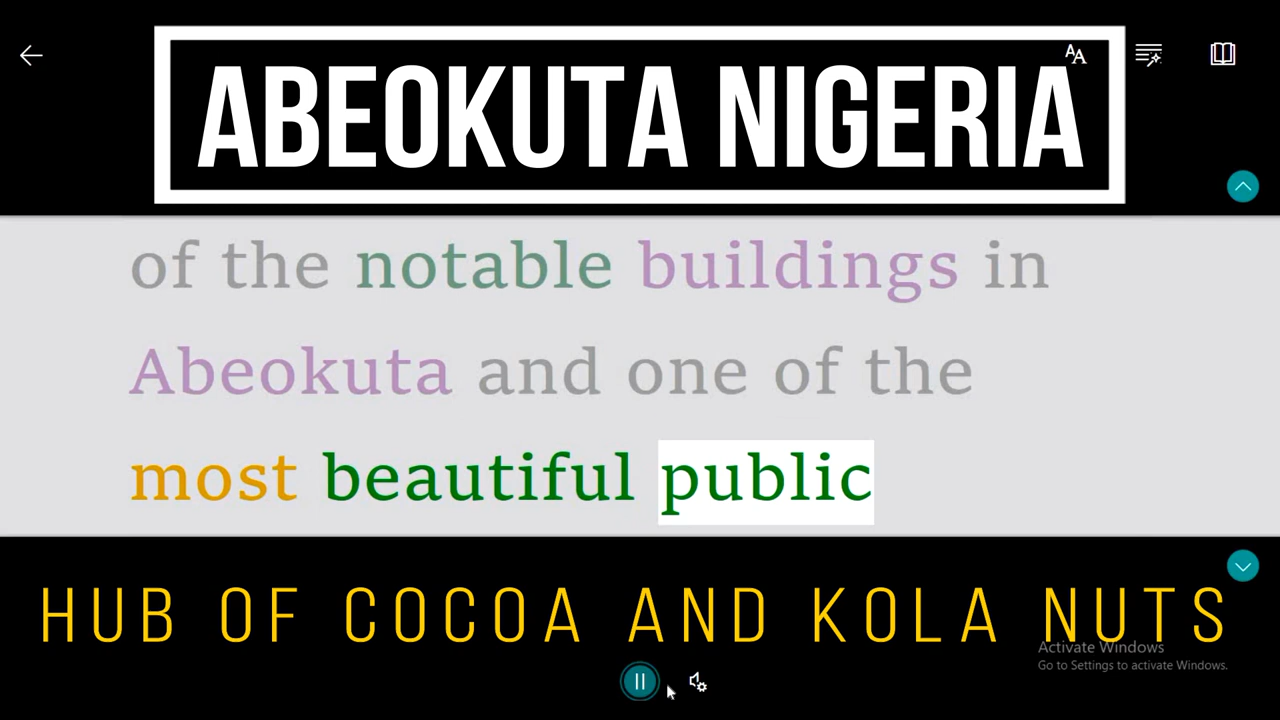 ABEOKUTA NIGERIA
of the notable buildings in
Abeokuta and one of the
most beautiful public
HUB OF COCOA AND KOLA NUTS
Activate Windows
Go to Settings to activate Windows.